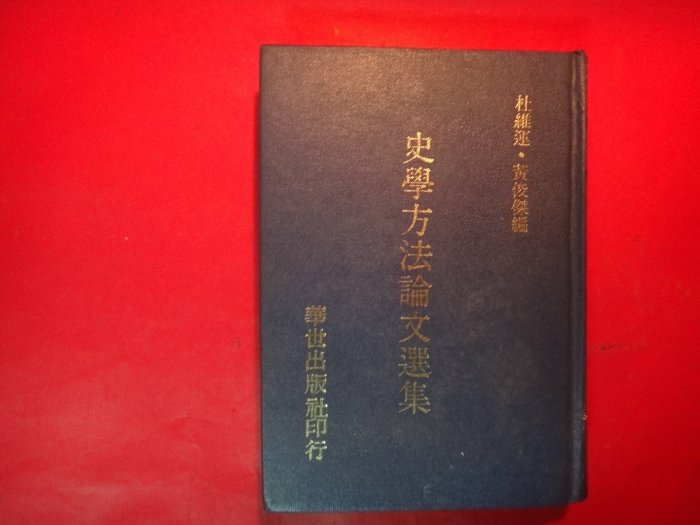 杜維運・黃俊傑編
史學方法論文選集
華世出版社印行